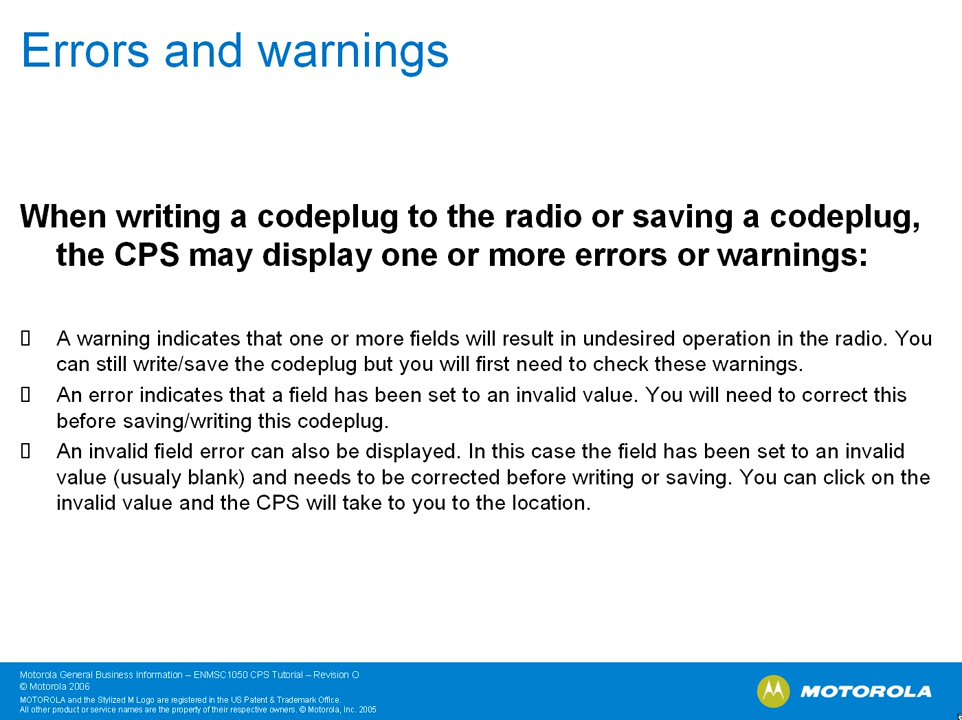 Errors and warnings
When writing a codeplug to the radio or saving a codeplug,
the CPS may display one or more errors or warnings:
A warning indicates that one or more fields will result in undesired operation in the radio. You
can still write/save the codeplug but you will first need to check these warnings.
An error indicates that a field has been set to an invalid value. You will need to correct this
before saving/writing this codeplug.
An invalid field error can also be displayed. In this case the field has been set to an invalid
value (usualy blank) and needs to be corrected before writing or saving. You can click on the
invalid value and the CPS will take to you to the location.
Motorola General Business Information – ENMSC1050 CPS Tutorial – Revision O
© Motorola 2006
MOTOROLA and the Stylized M Logo are registered in the US Patent & Trademark Office.
All other product or service names are the property of their respective owners. © Motorola, Inc. 2005
MOTOROLA